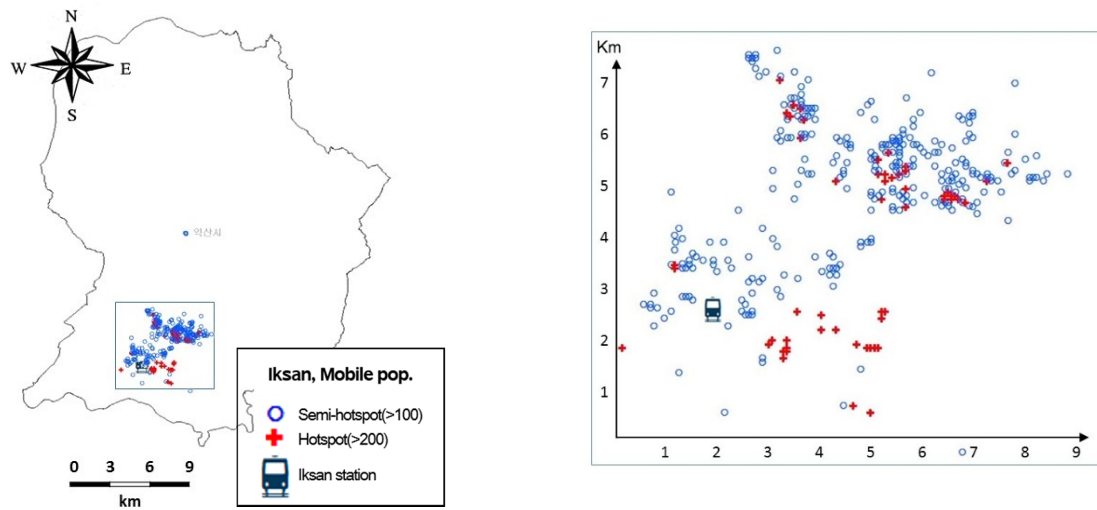 N
W E
S
익산시
Iksan, Mobile pop.
Semi-hotspot(>100)
Hotspot(>200)
Iksan station
0 3 6 9
km
Km
7
6
5
4
3
2
1
1 2 3 4 5 6 7 8 9